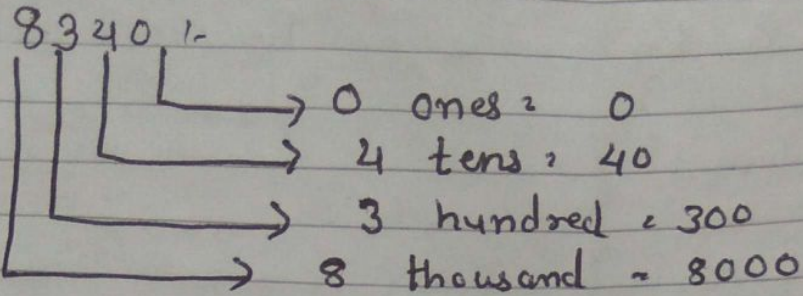 8340 :-
0 ones = 0
4 tens = 40
3 hundred = 300
8 thousand = 8000